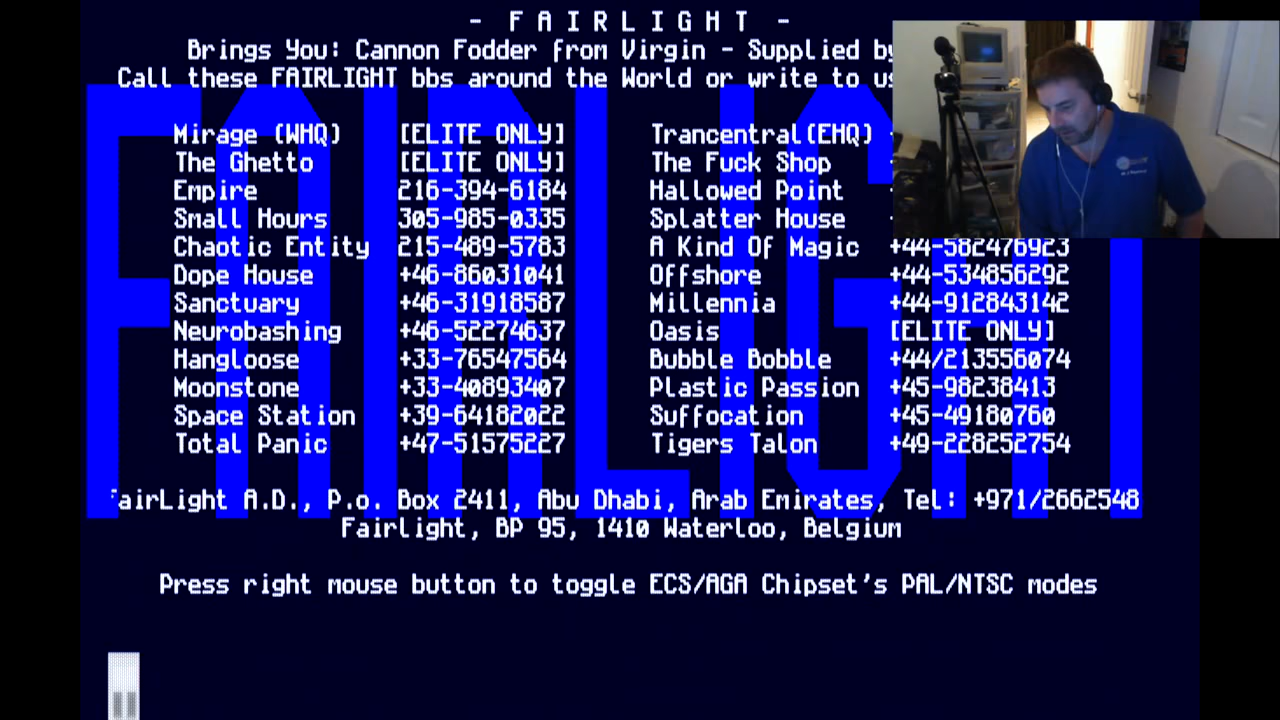 - F A I R L I G H T -
Brings You: Cannon Fodder from Virgin - Supplied by
Call these FAIRLIGHT bbs around the World or write to us
FAIRLIGHT
Mirage (WHQ) [ELITE ONLY] Trancentral(EHQ) -
The Ghetto [ELITE ONLY] The Fuck Shop -
Empire 216-394-6184 Hallowed Point -
Small Hours 305-985-0335 Splatter House -
Chaotic Entity 215-489-5783 A Kind Of Magic +44-582476923
Dope House +46-86031041 Offshore +44-534856292
Sanctuary +46-31918587 Millennia +44-912843142
Neurobashing +46-52274637 Oasis [ELITE ONLY]
Hangloose +33-76547564 Bubble Bobble +44/213556074
Moonstone +33-40893407 Plastic Passion +45-98238413
Space Station +39-64182022 Suffocation +45-49180760
Total Panic +47-51575227 Tigers Talon +49-228252754
FairLight A.D., P.o. Box 2411, Abu Dhabi, Arab Emirates, Tel: +971/2662548
FairLight, BP 95, 1410 Waterloo, Belgium
Press right mouse button to toggle ECS/AGA Chipset's PAL/NTSC modes